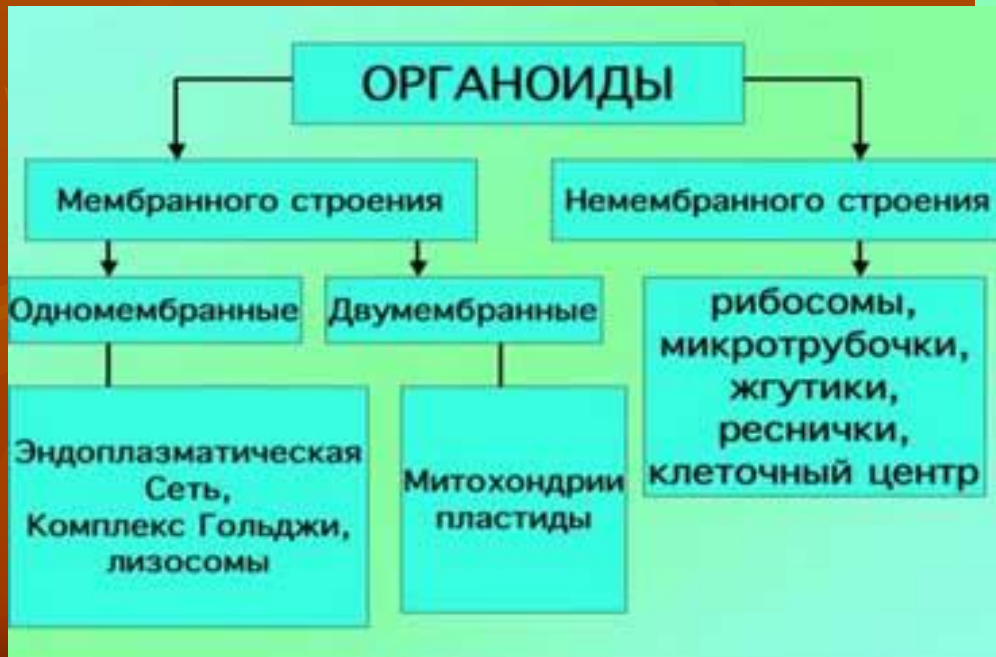 ОРГАНОИДЫ
Мембранного строения
Немембранного строения
Одномембранные
Двумембранные
рибосомы,
микротрубочки,
жгутики,
реснички,
клеточный центр
Эндоплазматическая
Сеть,
Комплекс Гольджи,
лизосомы
Митохондрии
пластиды